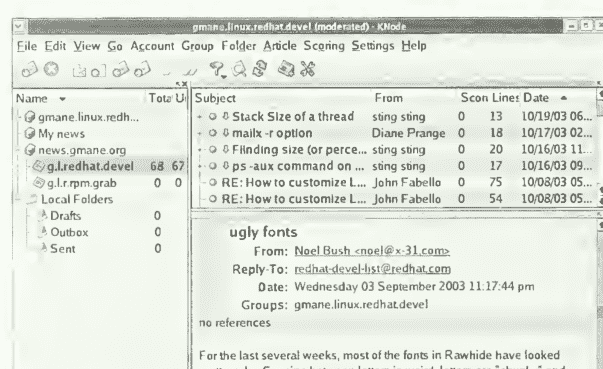 gmane.linux.redhat.devel (moderated) - KNode
File Edit View Go Account Group Folder Article Scoring Settings Help
Name Total Un
gmane.linux.redh...
My news
news.gmane.org
g.l.redhat.devel 68 67
g.l.r.rpm.grab 0 0
Local Folders
Drafts 0
Outbox 0
Sent 0
Subject From Scor Lines Date
Stack Size of a thread sting sting 0 13 10/19/03 06...
mailx -r option Diane Prange 0 18 10/17/03 02...
FIinding size (or perce... sting sting 0 20 10/16/03 11...
ps -aux command on ... sting sting 0 17 10/16/03 09...
RE: How to customize L... John Fabello 0 75 10/08/03 05...
RE: How to customize L... John Fabello 0 54 10/08/03 05...
ugly fonts
From: Noel Bush <noel@x-31.com>
Reply-To: redhat-devel-list@redhat.com
Date: Wednesday 03 September 2003 11:17:44 pm
Groups: gmane.linux.redhat.devel
no references
For the last several weeks, most of the fonts in Rawhide have looked